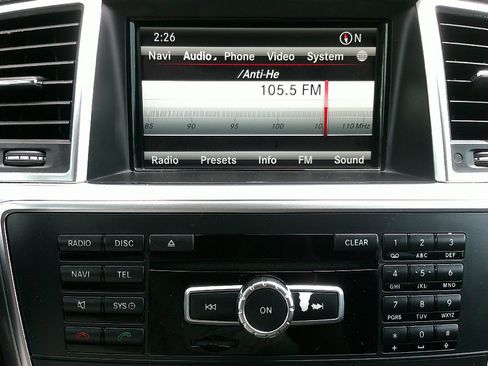 2:26 N
Navi Audio Phone Video System
/Anti-He
105.5 FM
85 90 95 100 110 MHz
Radio Presets Info FM Sound
RADIO DISC CLEAR 1 2 3
ABC DEF
NAVI TEL 4 5 6
GHI JKL MNO
SYS 7 8 9
ON PQRS TUV WXYZ
* 0 #